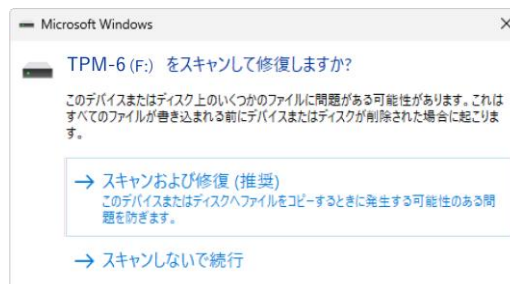 Microsoft Windows
TPM-6 (F:) をスキャンして修復しますか?
このデバイスまたはディスク上のいくつかのファイルに問題がある可能性があります。これは
すべてのファイルが書き込まれる前にデバイスまたはディスクが削除された場合に起こりま
す。
→ スキャンおよび修復 (推奨)
このデバイスまたはディスクへファイルをコピーするときに発生する可能性のある問
題を防ぎます。
→ スキャンしないで続行